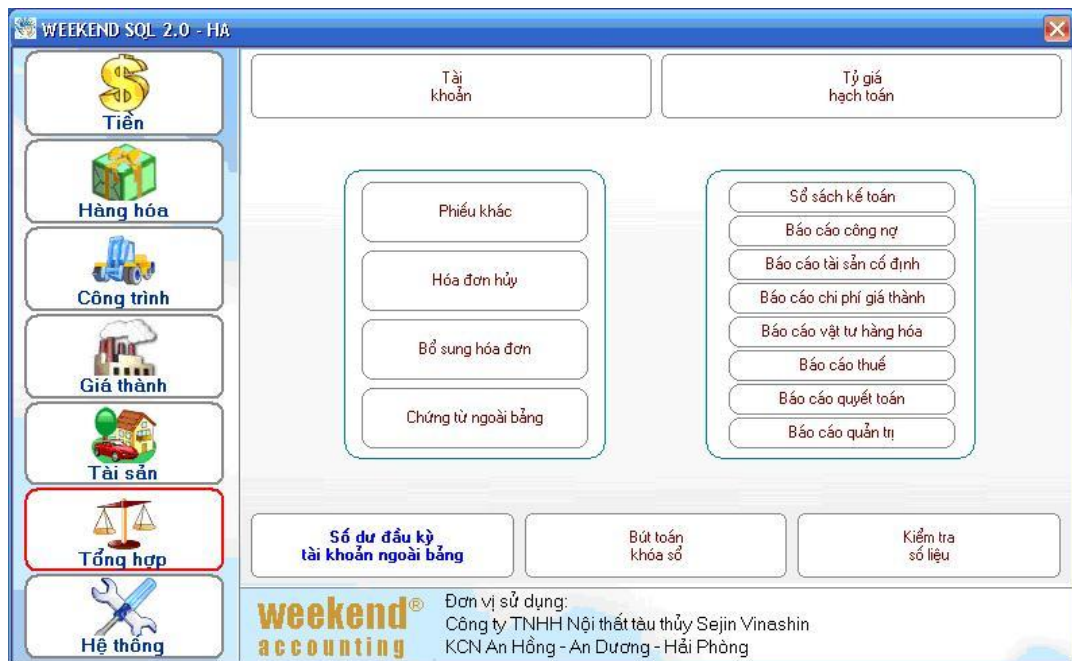 WEEKEND SQL 2.0 - HA
Tiền
Hàng hóa
Công trình
Giá thành
Tài sản
Tổng hợp
Hệ thống
Tài
khoản
Tỷ giá
hạch toán
Phiếu khác
Hóa đơn hủy
Bổ sung hóa đơn
Chứng từ ngoài bảng
Sổ sách kế toán
Báo cáo công nợ
Báo cáo tài sản cố định
Báo cáo chi phí giá thành
Báo cáo vật tư hàng hóa
Báo cáo thuế
Báo cáo quyết toán
Báo cáo quản trị
Số dư đầu kỳ
tài khoản ngoài bảng
Bút toán
khóa sổ
Kiểm tra
số liệu
weekend®
accounting
Đơn vị sử dụng:
Công ty TNHH Nội thất tàu thủy Sejin Vinashin
KCN An Hồng - An Dương - Hải Phòng